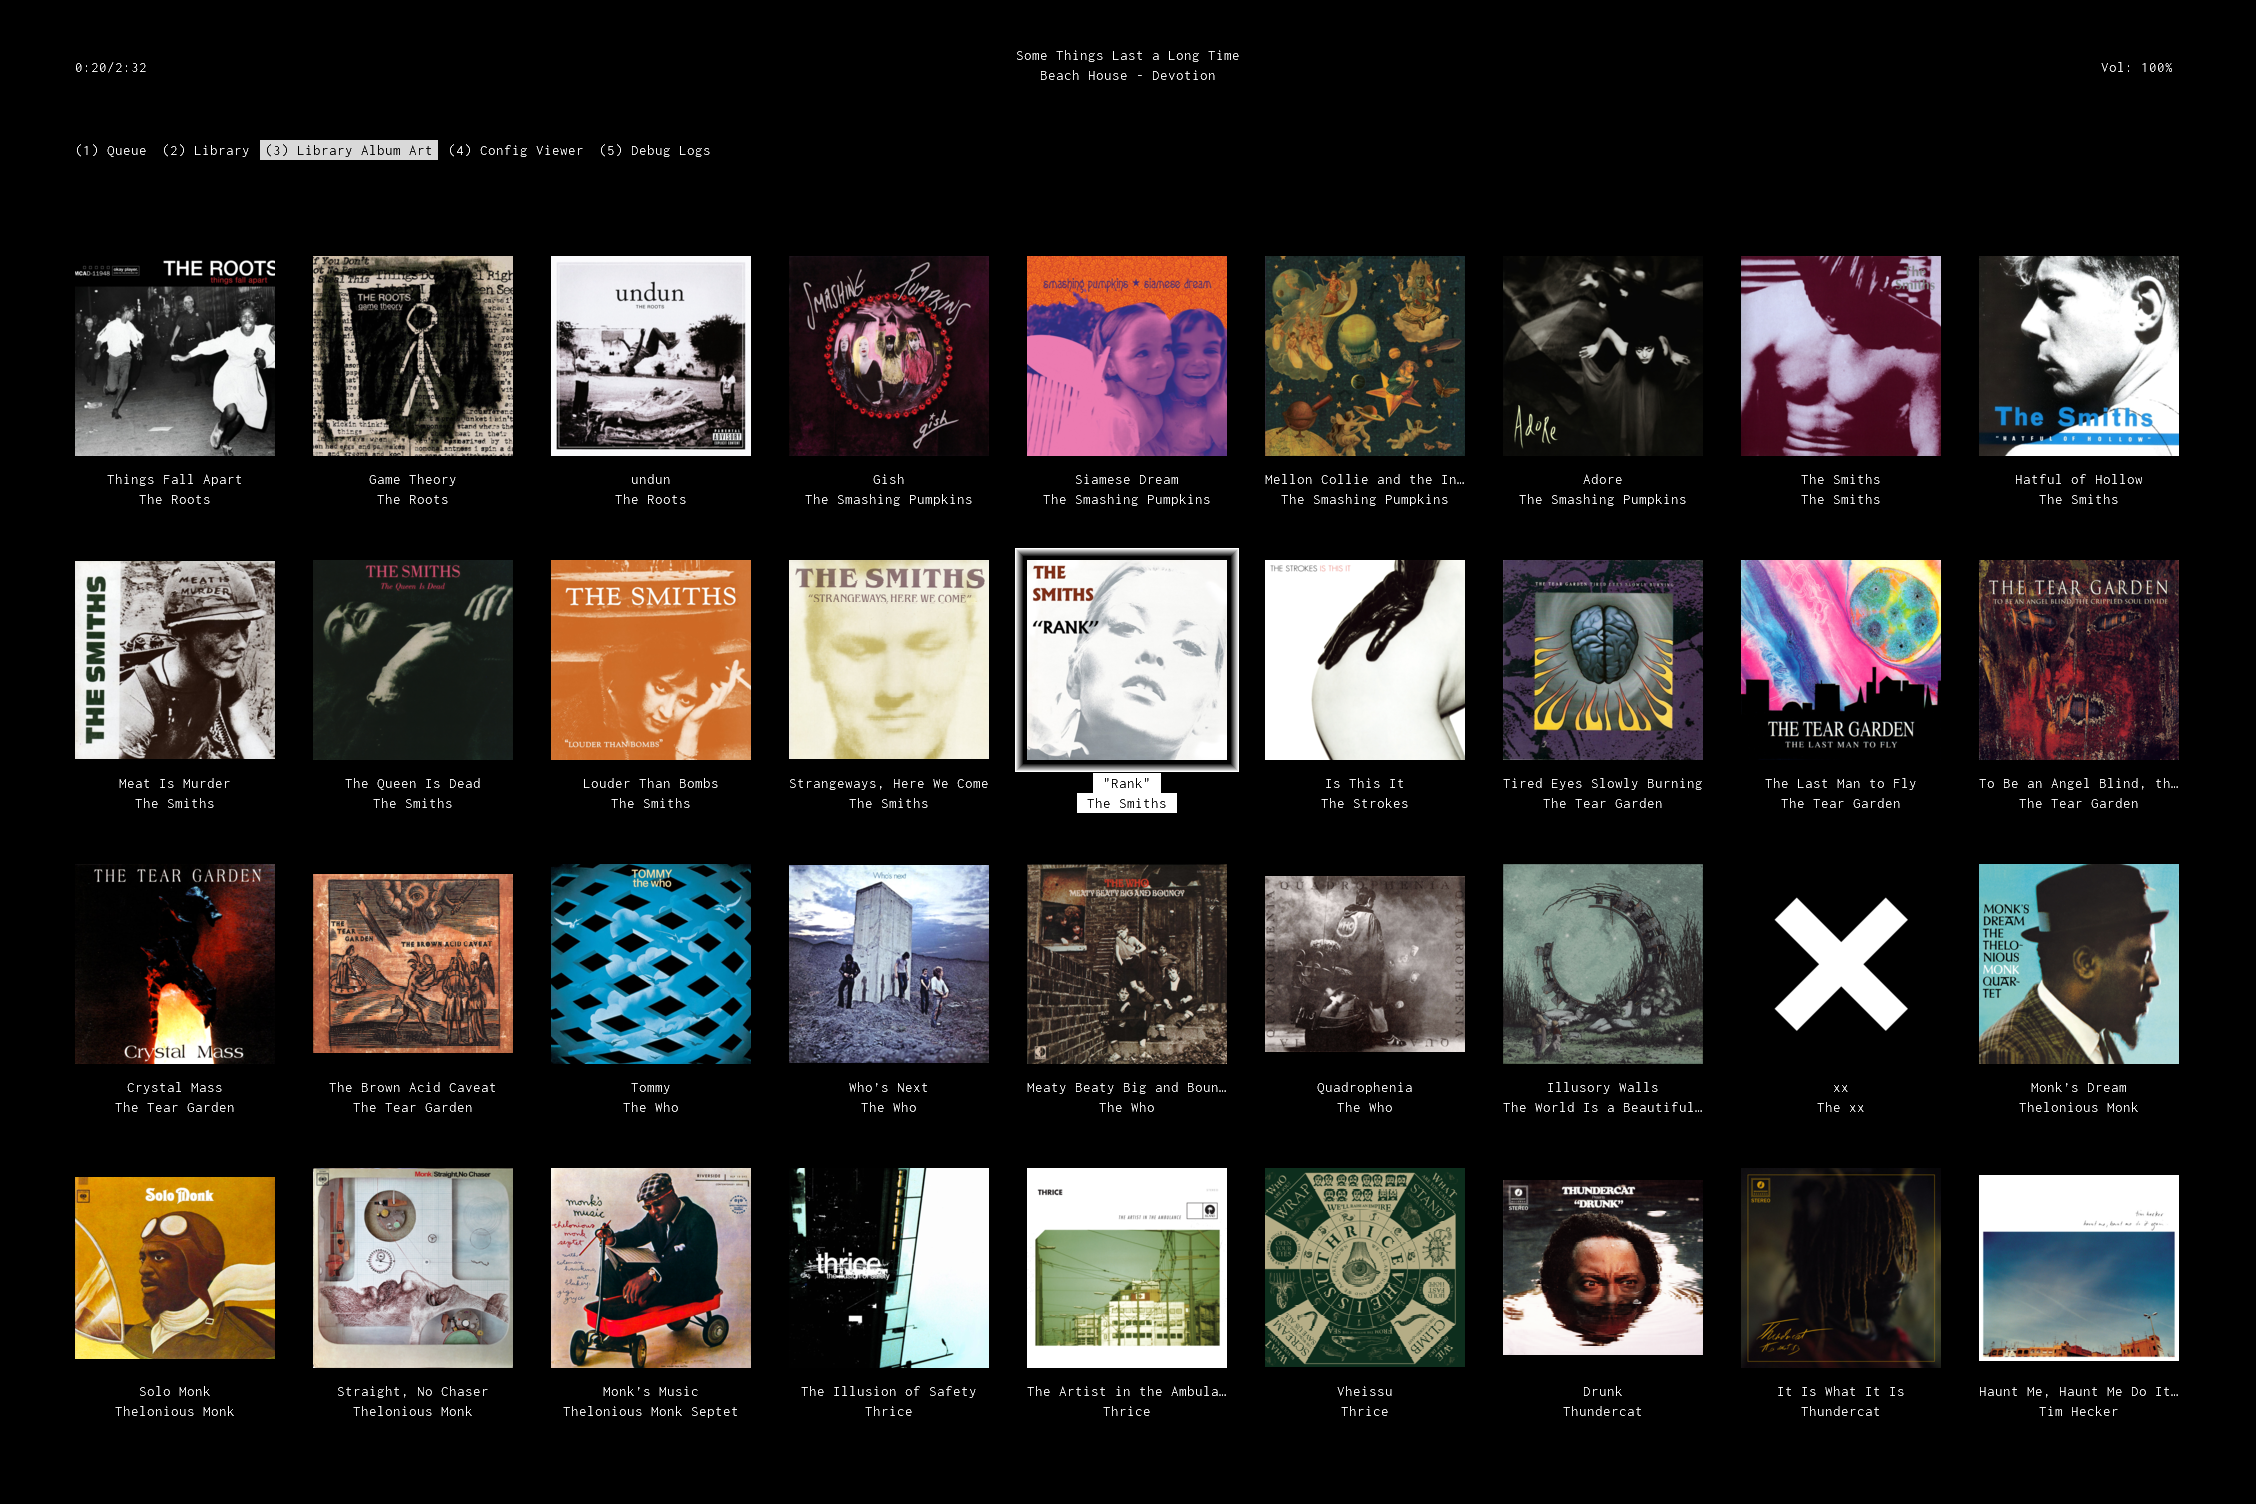 Some Things Last a Long Time
0:20/2:32
Vol: 100%
Beach House - Devotion
(1) Queue (2) Library (3) Library Album Art (4) Config Viewer (5) Debug Logs
THE ROOTS
things fall apart
THE ROOTS
game theory
undun
THE ROOTS
SMASHING PUMPKINS
gish
smashing pumpkins ★ siamese dream
Adore
The Smiths
The Smiths
"HATFUL OF HOLLOW"
Things Fall Apart
The Roots
Game Theory
The Roots
undun
The Roots
Gish
The Smashing Pumpkins
Siamese Dream
The Smashing Pumpkins
Mellon Collie and the In…
The Smashing Pumpkins
Adore
The Smashing Pumpkins
The Smiths
The Smiths
Hatful of Hollow
The Smiths
THE SMITHS
MEAT IS
MURDER
THE SMITHS
The Queen Is Dead
THE SMITHS
"LOUDER THAN BOMBS"
THE SMITHS
"STRANGEWAYS, HERE WE COME"
THE
SMITHS
"RANK"
THE STROKES IS THIS IT
THE TEAR GARDEN TIRED EYES SLOWLY BURNING
THE TEAR GARDEN
THE LAST MAN TO FLY
THE TEAR GARDEN
TO BE AN ANGEL BLIND, THE CRIPPLED SOUL DIVIDE
Meat Is Murder
The Smiths
The Queen Is Dead
The Smiths
Louder Than Bombs
The Smiths
Strangeways, Here We Come
The Smiths
"Rank"
The Smiths
Is This It
The Strokes
Tired Eyes Slowly Burning
The Tear Garden
The Last Man to Fly
The Tear Garden
To Be an Angel Blind, th…
The Tear Garden
THE TEAR GARDEN
Crystal Mass
THE
TEAR
GARDEN
THE BROWN ACID CAVEAT
TOMMY
the who
Who's next
THE WHO
MEATY BEATY BIG AND BOUNCY
QUADROPHENIA
MONK'S
DREAM
THE
THELO-
NIOUS
MONK
QUAR-
TET
Crystal Mass
The Tear Garden
The Brown Acid Caveat
The Tear Garden
Tommy
The Who
Who’s Next
The Who
Meaty Beaty Big and Boun…
The Who
Quadrophenia
The Who
Illusory Walls
The World Is a Beautiful…
xx
The xx
Monk’s Dream
Thelonious Monk
Solo Monk
Monk. Straight, No Chaser
monk's
music
thelonious
monk
septet
thrice
the illusion of safety
THRICE
THE ARTIST IN THE AMBULANCE
THRICE
VHEISSU
THUNDERCAT
"DRUNK"
Thundercat
tim hecker
haunt me, haunt me do it again
Solo Monk
Thelonious Monk
Straight, No Chaser
Thelonious Monk
Monk’s Music
Thelonious Monk Septet
The Illusion of Safety
Thrice
The Artist in the Ambula…
Thrice
Vheissu
Thrice
Drunk
Thundercat
It Is What It Is
Thundercat
Haunt Me, Haunt Me Do It…
Tim Hecker